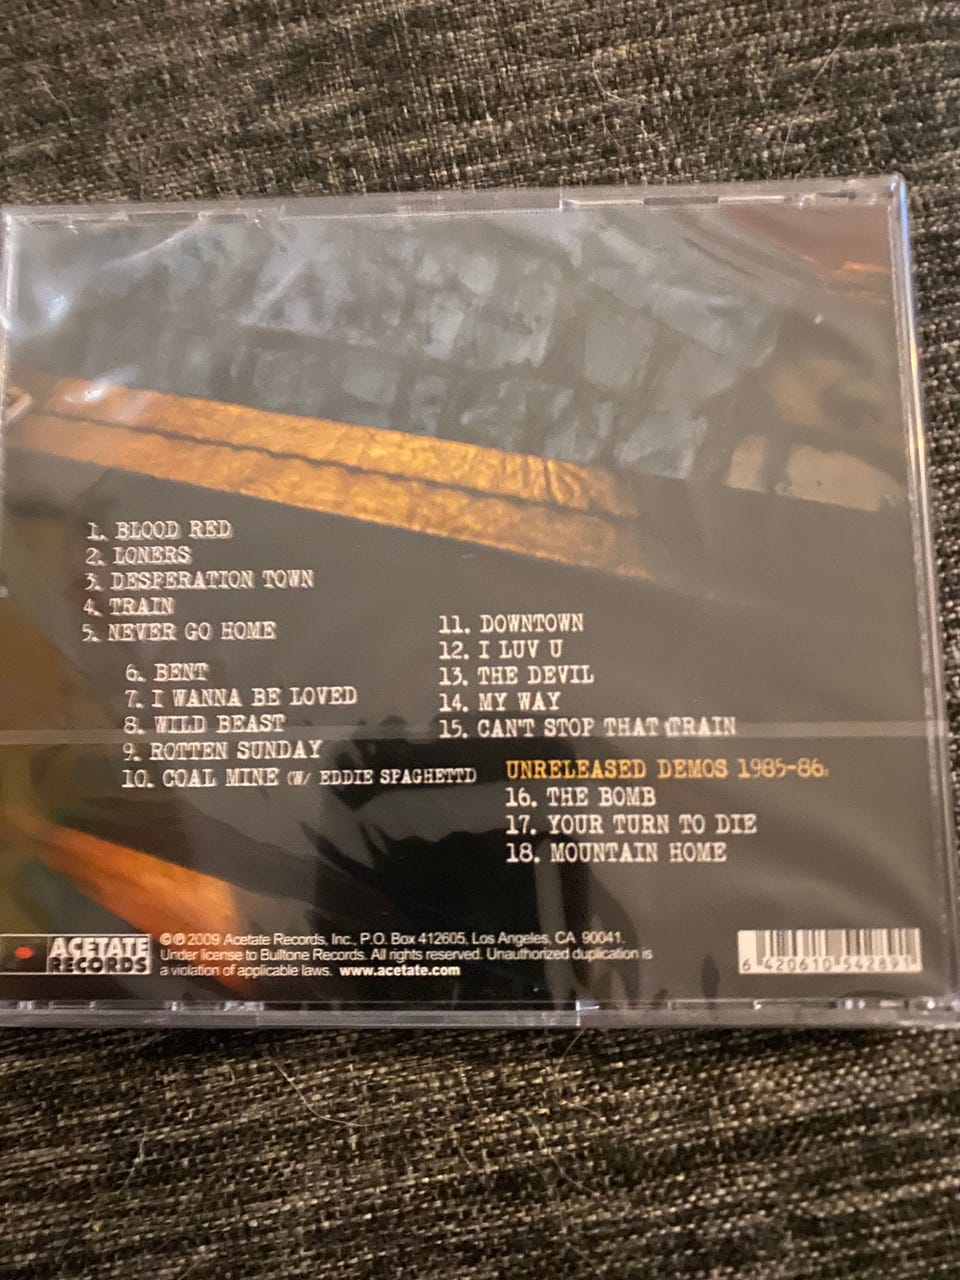 1. BLOOD RED
2. LONERS
3. DESPERATION TOWN
4. TRAIN
5. NEVER GO HOME
6. BENT
7. I WANNA BE LOVED
8. WILD BEAST
9. ROTTEN SUNDAY
10. COAL MINE (W/ EDDIE SPAGHETTI)
11. DOWNTOWN
12. I LUV U
13. THE DEVIL
14. MY WAY
15. CAN'T STOP THAT TRAIN
UNRELEASED DEMOS 1985-86:
16. THE BOMB
17. YOUR TURN TO DIE
18. MOUNTAIN HOME
ACETATE
RECORDS
©℗2009 Acetate Records, Inc., P.O. Box 412605, Los Angeles, CA 90041.
Under license to Builtone Records. All rights reserved. Unauthorized duplication is
a violation of applicable laws. www.acetate.com
6 420610